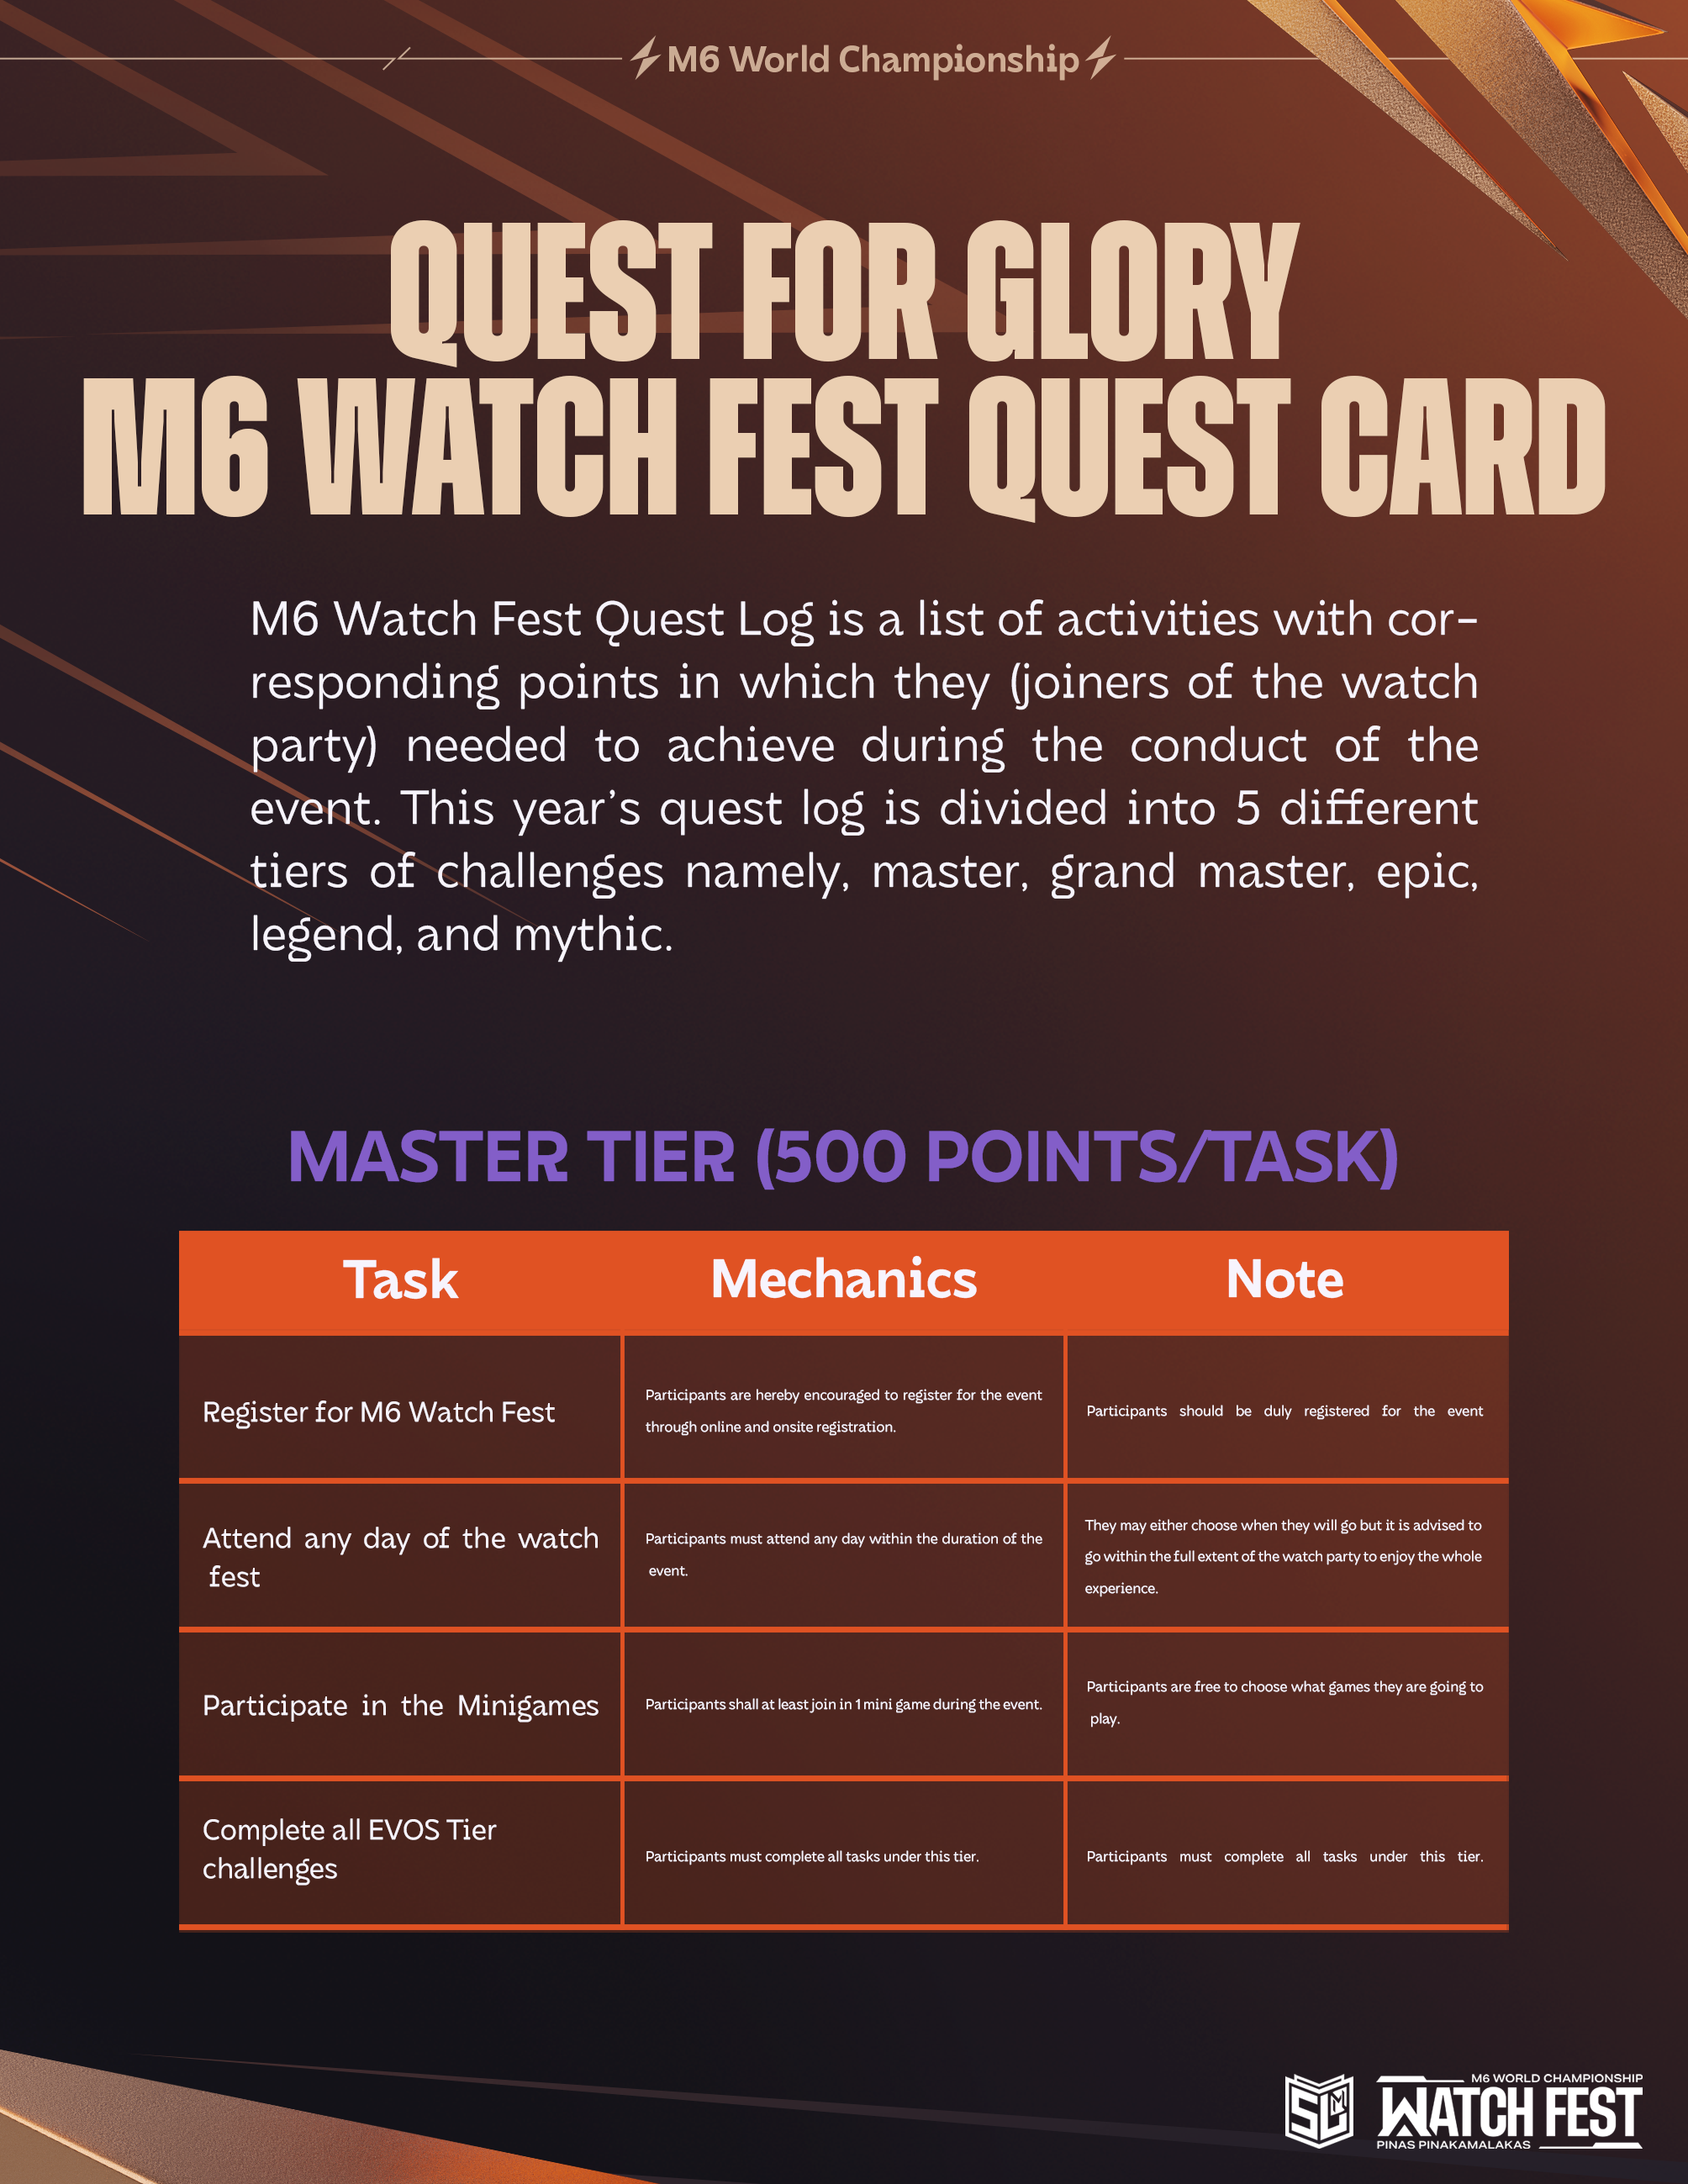 M6 World Championship
QUEST FOR GLORY
M6 WATCH FEST QUEST CARD
M6 Watch Fest Quest Log is a list of activities with cor-
responding points in which they (joiners of the watch
party) needed to achieve during the conduct of the
event. This year's quest log is divided into 5 different
tiers of challenges namely, master, grand master, epic,
legend, and mythic.
MASTER TIER (500 POINTS/TASK)
Task Mechanics Note
Register for M6 Watch Fest
Participants are hereby encouraged to register for the event
through online and onsite registration.
Participants should be duly registered for the event
Attend any day of the watch
fest
Participants must attend any day within the duration of the
event.
They may either choose when they will go but it is advised to
go within the full extent of the watch party to enjoy the whole
experience.
Participate in the Minigames
Participants shall at least join in 1 mini game during the event.
Participants are free to choose what games they are going to
play.
Complete all EVOS Tier
challenges
Participants must complete all tasks under this tier.
Participants must complete all tasks under this tier.
SLM
M6 WORLD CHAMPIONSHIP
WATCH FEST
PINAS PINAKAMALAKAS